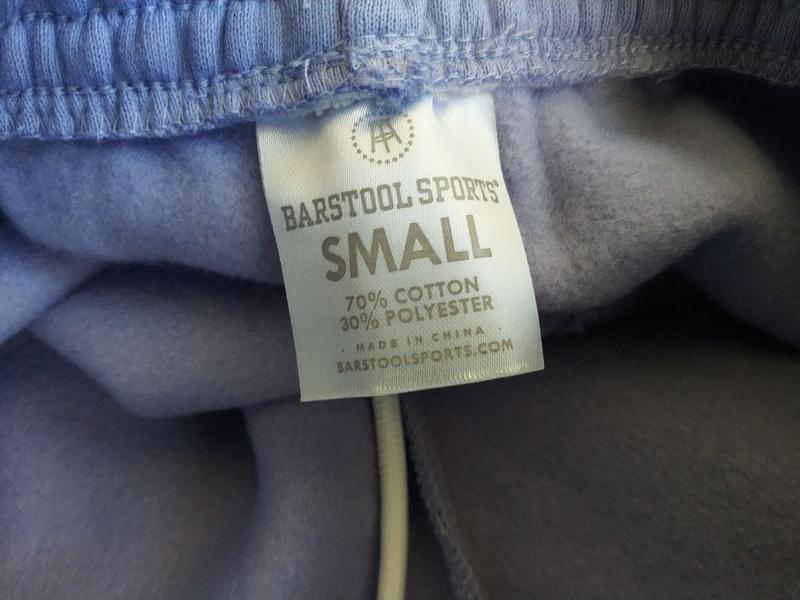 BARSTOOL SPORTS®
SMALL
70% COTTON
30% POLYESTER
· MADE IN CHINA ·
BARSTOOLSPORTS.COM